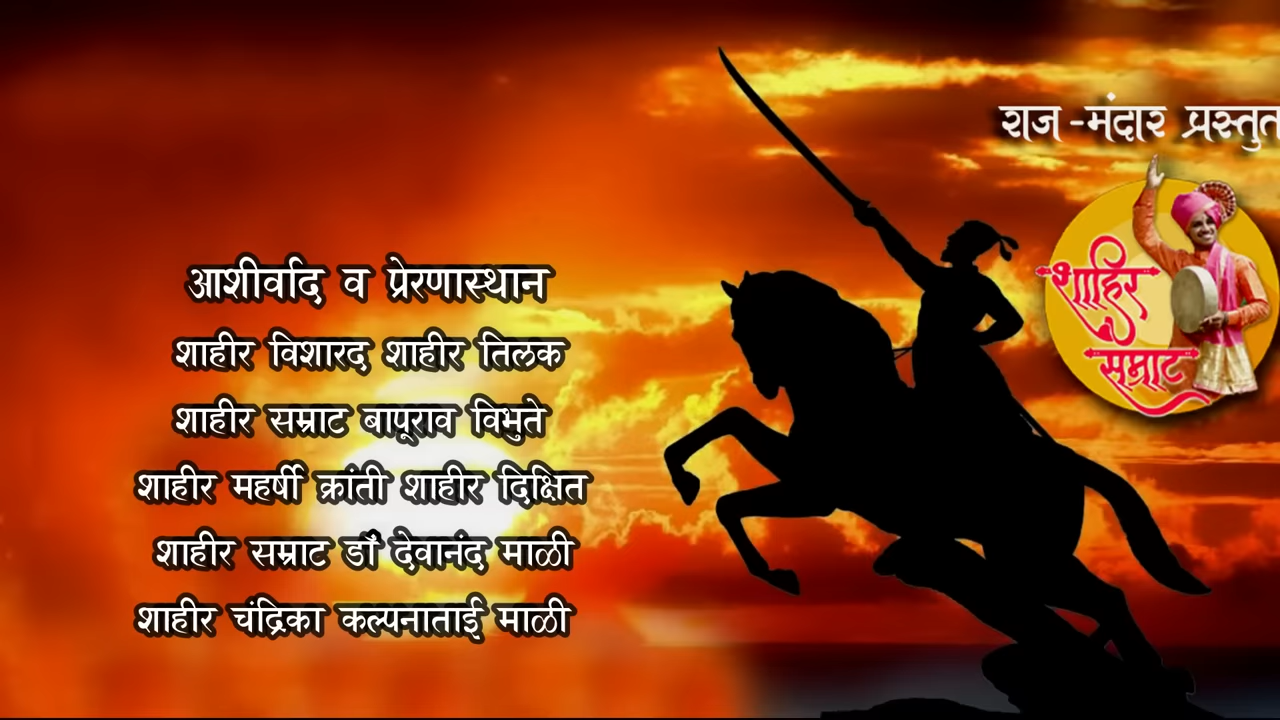 राज -मंदार प्रस्तुत
शाहिर
सम्राट
आशीर्वाद व प्रेरणास्थान
शाहीर विशारद शाहीर तिलक
शाहीर सम्राट बापूराव विभुते
शाहीर महर्षी क्रांती शाहीर दिक्षित
शाहीर सम्राट डॉं देवानंद माळी
शाहीर चंद्रिका कल्पनाताई माळी